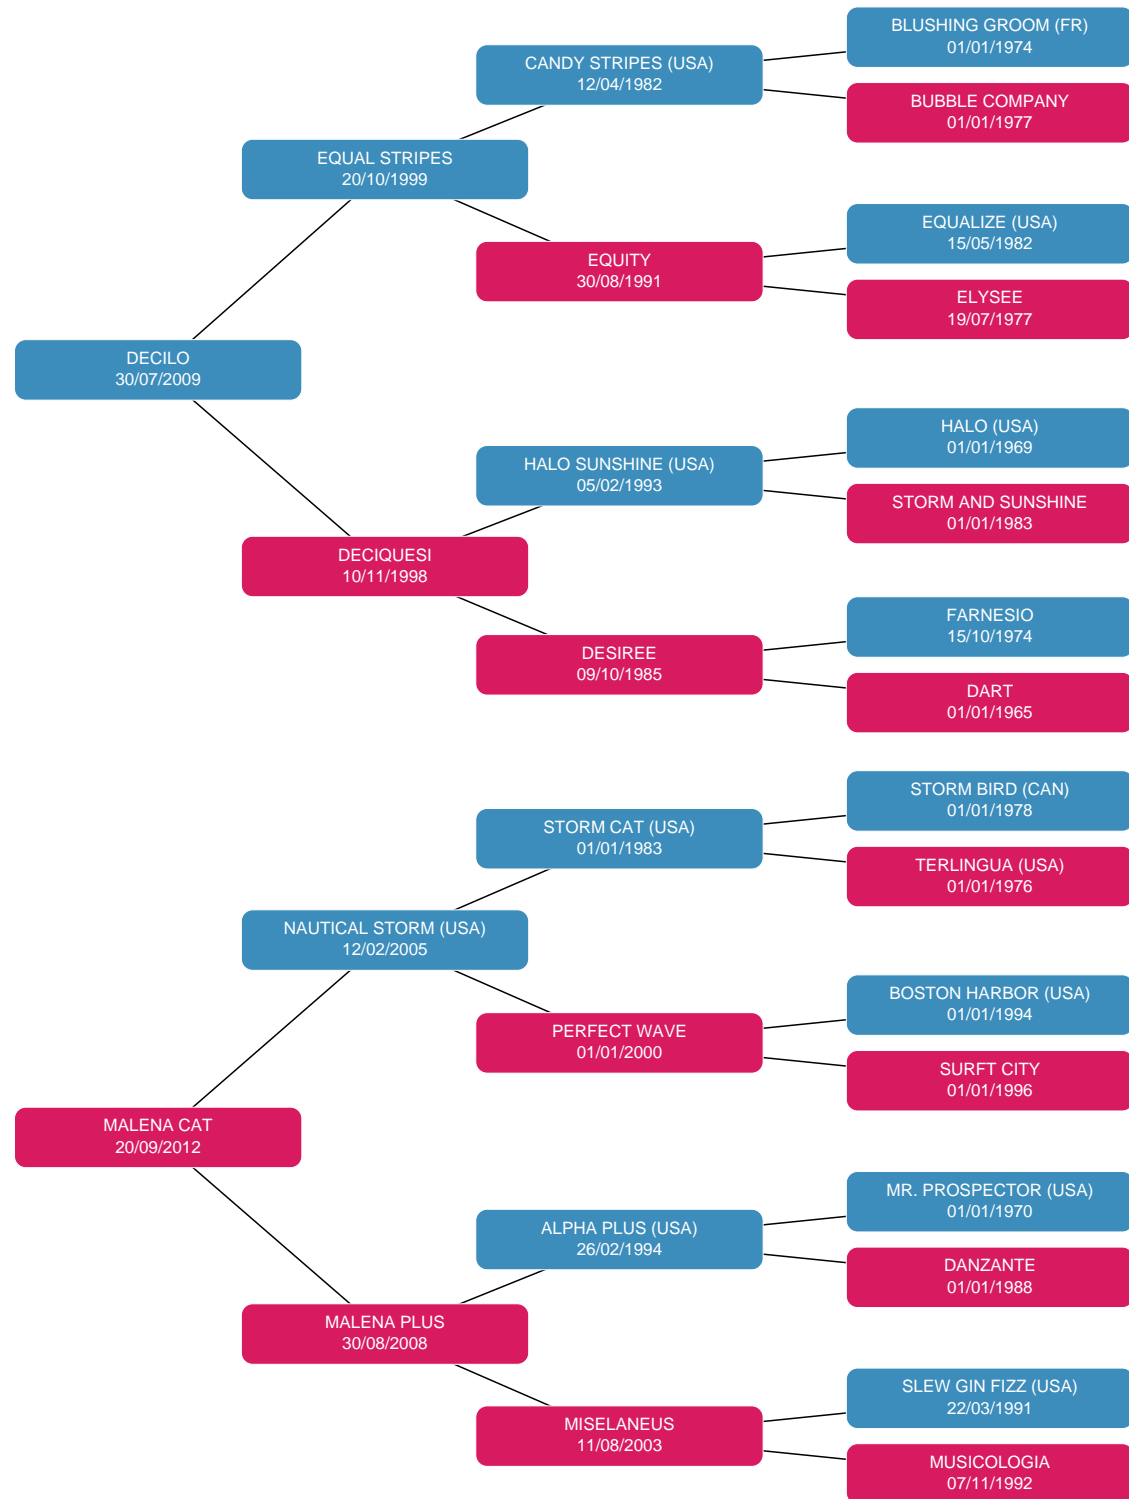 BLUSHING GROOM (FR)
01/01/1974
CANDY STRIPES (USA)
12/04/1982
BUBBLE COMPANY
01/01/1977
EQUAL STRIPES
20/10/1999
EQUALIZE (USA)
15/05/1982
EQUITY
30/08/1991
ELYSEE
19/07/1977
DECILO
30/07/2009
HALO (USA)
01/01/1969
HALO SUNSHINE (USA)
05/02/1993
STORM AND SUNSHINE
01/01/1983
DECIQUESI
10/11/1998
FARNESIO
15/10/1974
DESIREE
09/10/1985
DART
01/01/1965
STORM BIRD (CAN)
01/01/1978
STORM CAT (USA)
01/01/1983
TERLINGUA (USA)
01/01/1976
NAUTICAL STORM (USA)
12/02/2005
BOSTON HARBOR (USA)
01/01/1994
PERFECT WAVE
01/01/2000
SURFT CITY
01/01/1996
MALENA CAT
20/09/2012
MR. PROSPECTOR (USA)
01/01/1970
ALPHA PLUS (USA)
26/02/1994
DANZANTE
01/01/1988
MALENA PLUS
30/08/2008
SLEW GIN FIZZ (USA)
22/03/1991
MISELANEUS
11/08/2003
MUSICOLOGIA
07/11/1992